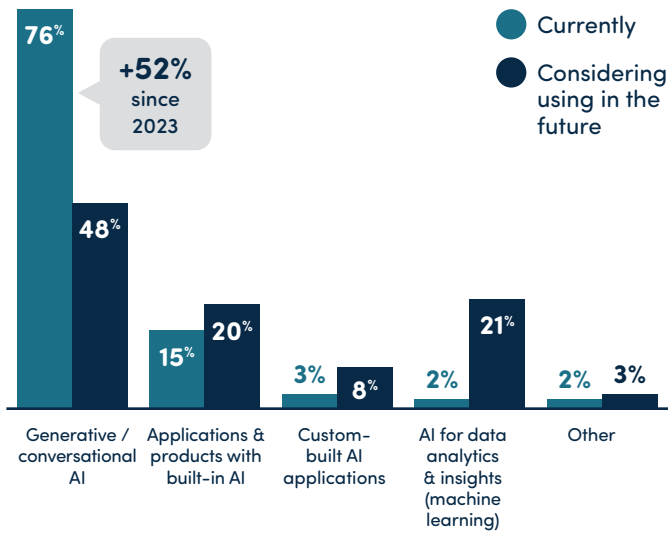 76%
+52%
since
2023
48%
Currently
Considering
using in the
future
15%
20%
3%
8%
2%
21%
2%
3%
Generative /
conversational
AI
Applications &
products with
built-in AI
Custom-
built AI
applications
AI for data
analytics
& insights
(machine
learning)
Other